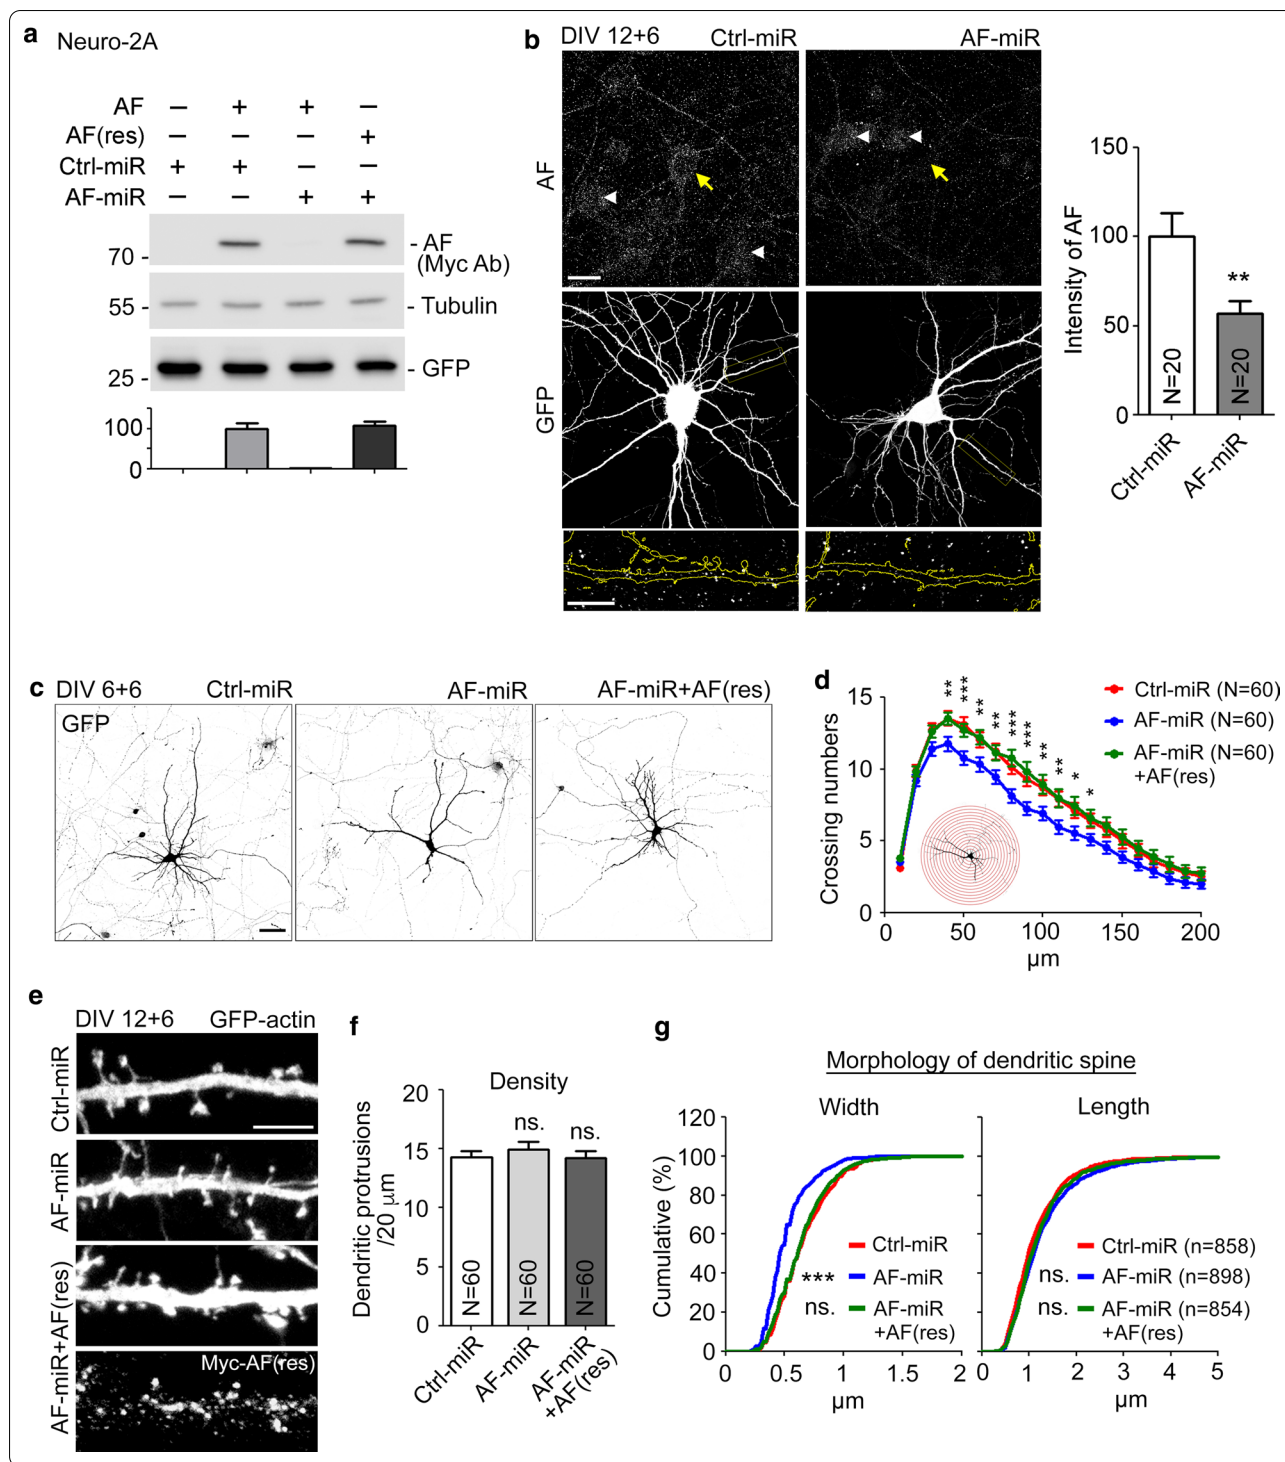 a Neuro-2A
AF – + + –
AF(res) – – – +
Ctrl-miR + + – –
AF-miR – – + +
70 -
- AF
(Myc Ab)
55 -
- Tubulin
25 -
- GFP
100
0
b DIV 12+6 Ctrl-miR AF-miR
AF
GFP
Intensity of AF
150
100
50
0
**
N=20
N=20
Ctrl-miR
AF-miR
c DIV 6+6 Ctrl-miR AF-miR AF-miR+AF(res)
GFP
d
Crossing numbers
15
10
5
0
** *** ** ** *** *** ** ** * *
Ctrl-miR (N=60)
AF-miR (N=60)
AF-miR (N=60)
+AF(res)
0 50 100 150 200
µm
e DIV 12+6 GFP-actin
Ctrl-miR
AF-miR
AF-miR+AF(res)
Myc-AF(res)
f
Density
Dendritic protrusions
/20 µm
20
15
10
5
0
ns.
ns.
N=60
N=60
N=60
Ctrl-miR
AF-miR
AF-miR
+AF(res)
g
Morphology of dendritic spine
Width
Cumulative (%)
120
100
80
60
40
20
0
Ctrl-miR
*** AF-miR
ns. AF-miR
+AF(res)
0 0.5 1 1.5 2
µm
Length
Ctrl-miR (n=858)
ns. AF-miR (n=898)
ns. AF-miR (n=854)
+AF(res)
0 1 2 3 4 5
µm